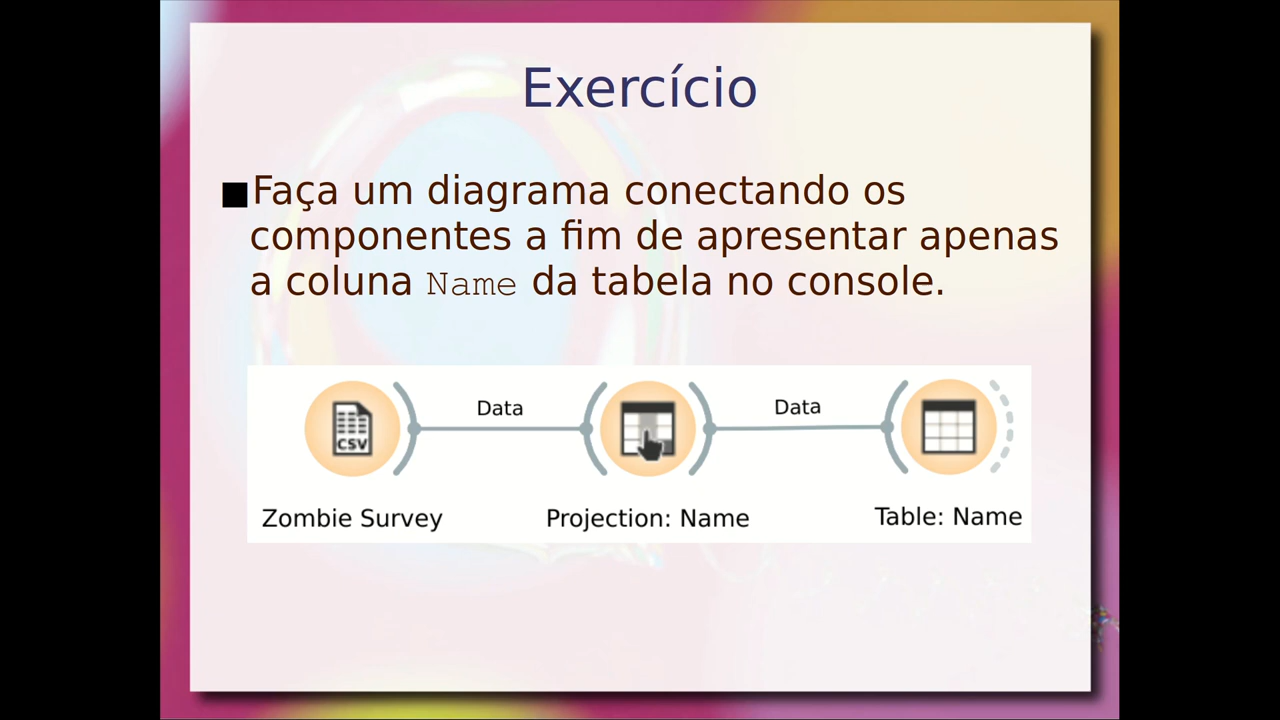 Exercício
Faça um diagrama conectando os
componentes a fim de apresentar apenas
a coluna Name da tabela no console.
Data
Data
CSV
Zombie Survey
Projection: Name
Table: Name